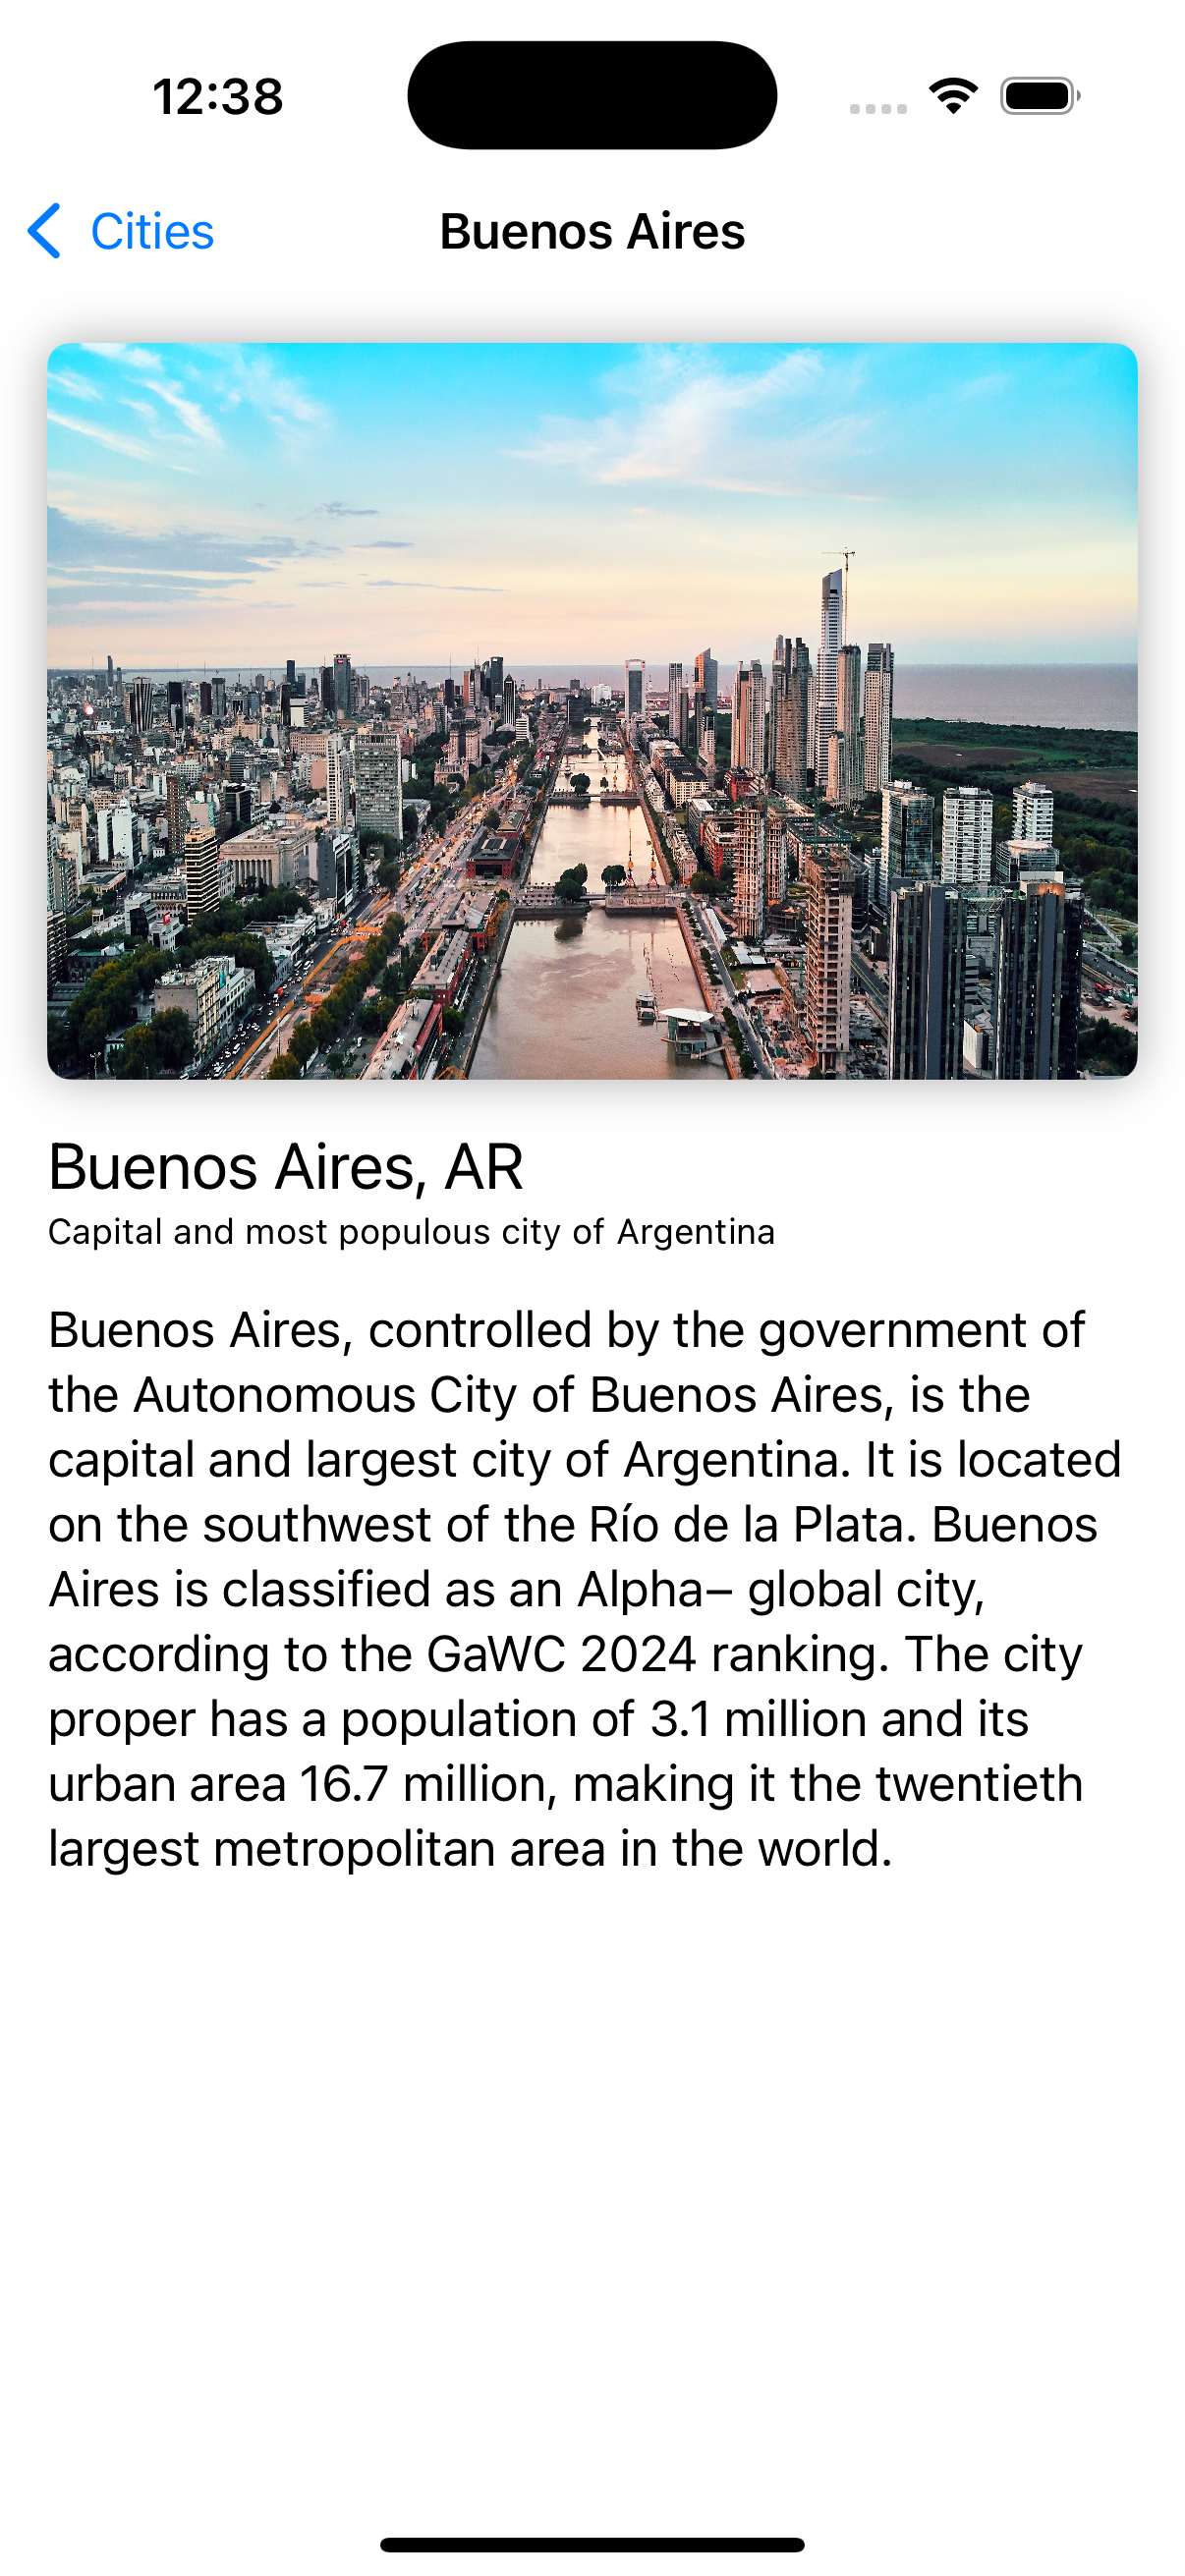 12:38
Cities
Buenos Aires
Buenos Aires, AR
Capital and most populous city of Argentina
Buenos Aires, controlled by the government of
the Autonomous City of Buenos Aires, is the
capital and largest city of Argentina. It is located
on the southwest of the Río de la Plata. Buenos
Aires is classified as an Alpha− global city,
according to the GaWC 2024 ranking. The city
proper has a population of 3.1 million and its
urban area 16.7 million, making it the twentieth
largest metropolitan area in the world.